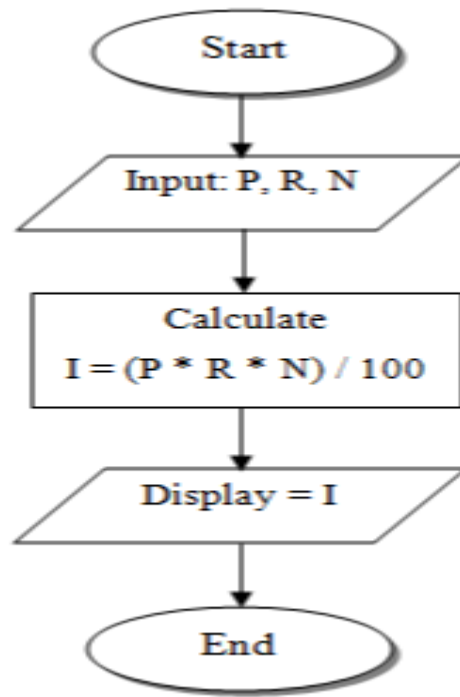 Start
Input: P, R, N
Calculate
I = (P * R * N) / 100
Display = I
End